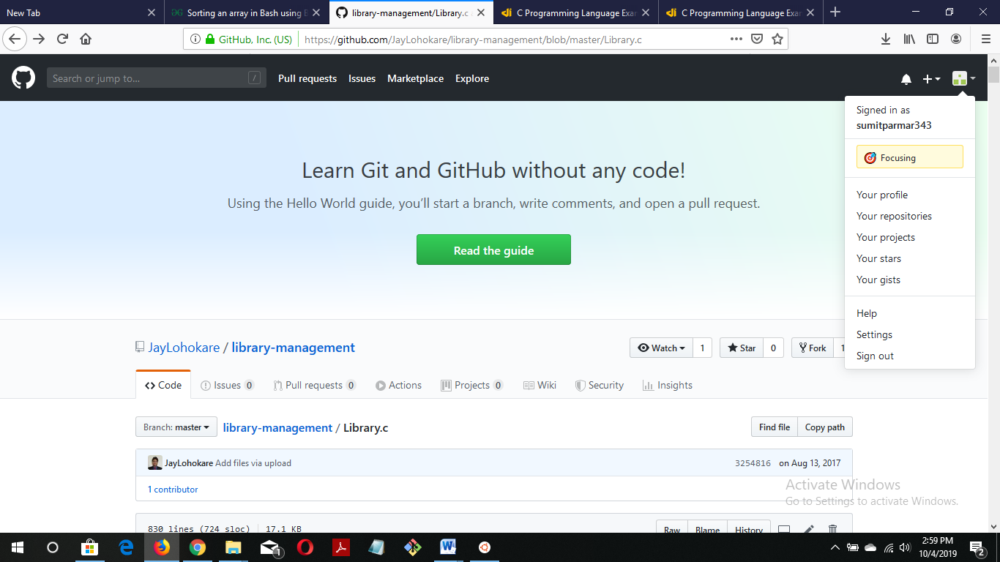 New Tab
Sorting an array in Bash using B
library-management/Library.c
C Programming Language Exa
C Programming Language Exa
GitHub, Inc. (US)
https://github.com/JayLohokare/library-management/blob/master/Library.c
Search or jump to... /
Pull requests Issues Marketplace Explore
Signed in as
sumitparmar343
Focusing
Your profile
Your repositories
Your projects
Your stars
Your gists
Help
Settings
Sign out
Learn Git and GitHub without any code!
Using the Hello World guide, you’ll start a branch, write comments, and open a pull request.
Read the guide
JayLohokare / library-management
Watch 1 Star 0 Fork 1
Code Issues 0 Pull requests 0 Actions Projects 0 Wiki Security Insights
Branch: master library-management / Library.c
Find file Copy path
JayLohokare Add files via upload
3254816 on Aug 13, 2017
1 contributor
830 lines (724 sloc) 17.1 KB
Raw Blame History
Activate Windows
Go to Settings to activate Windows.
1
2:59 PM
10/4/2019
2